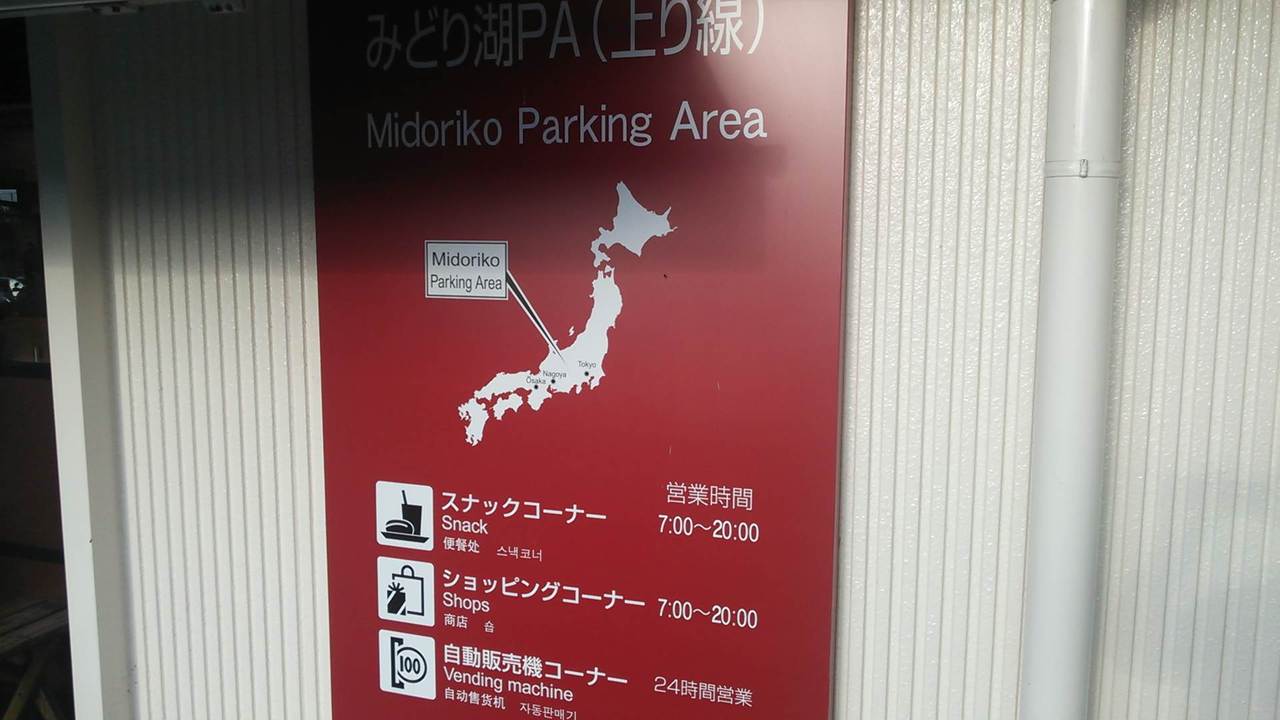 みどり湖PA(上り線)
Midoriko Parking Area
Midoriko
Parking Area
Tokyo
Nagoya
Osaka
営業時間
スナックコーナー
Snack
便餐处 스낵코너
7:00～20:00
ショッピングコーナー 7:00～20:00
Shops
商店 숍
100
自動販売機コーナー
Vending machine
自动售货机 자동판매기
24時間営業